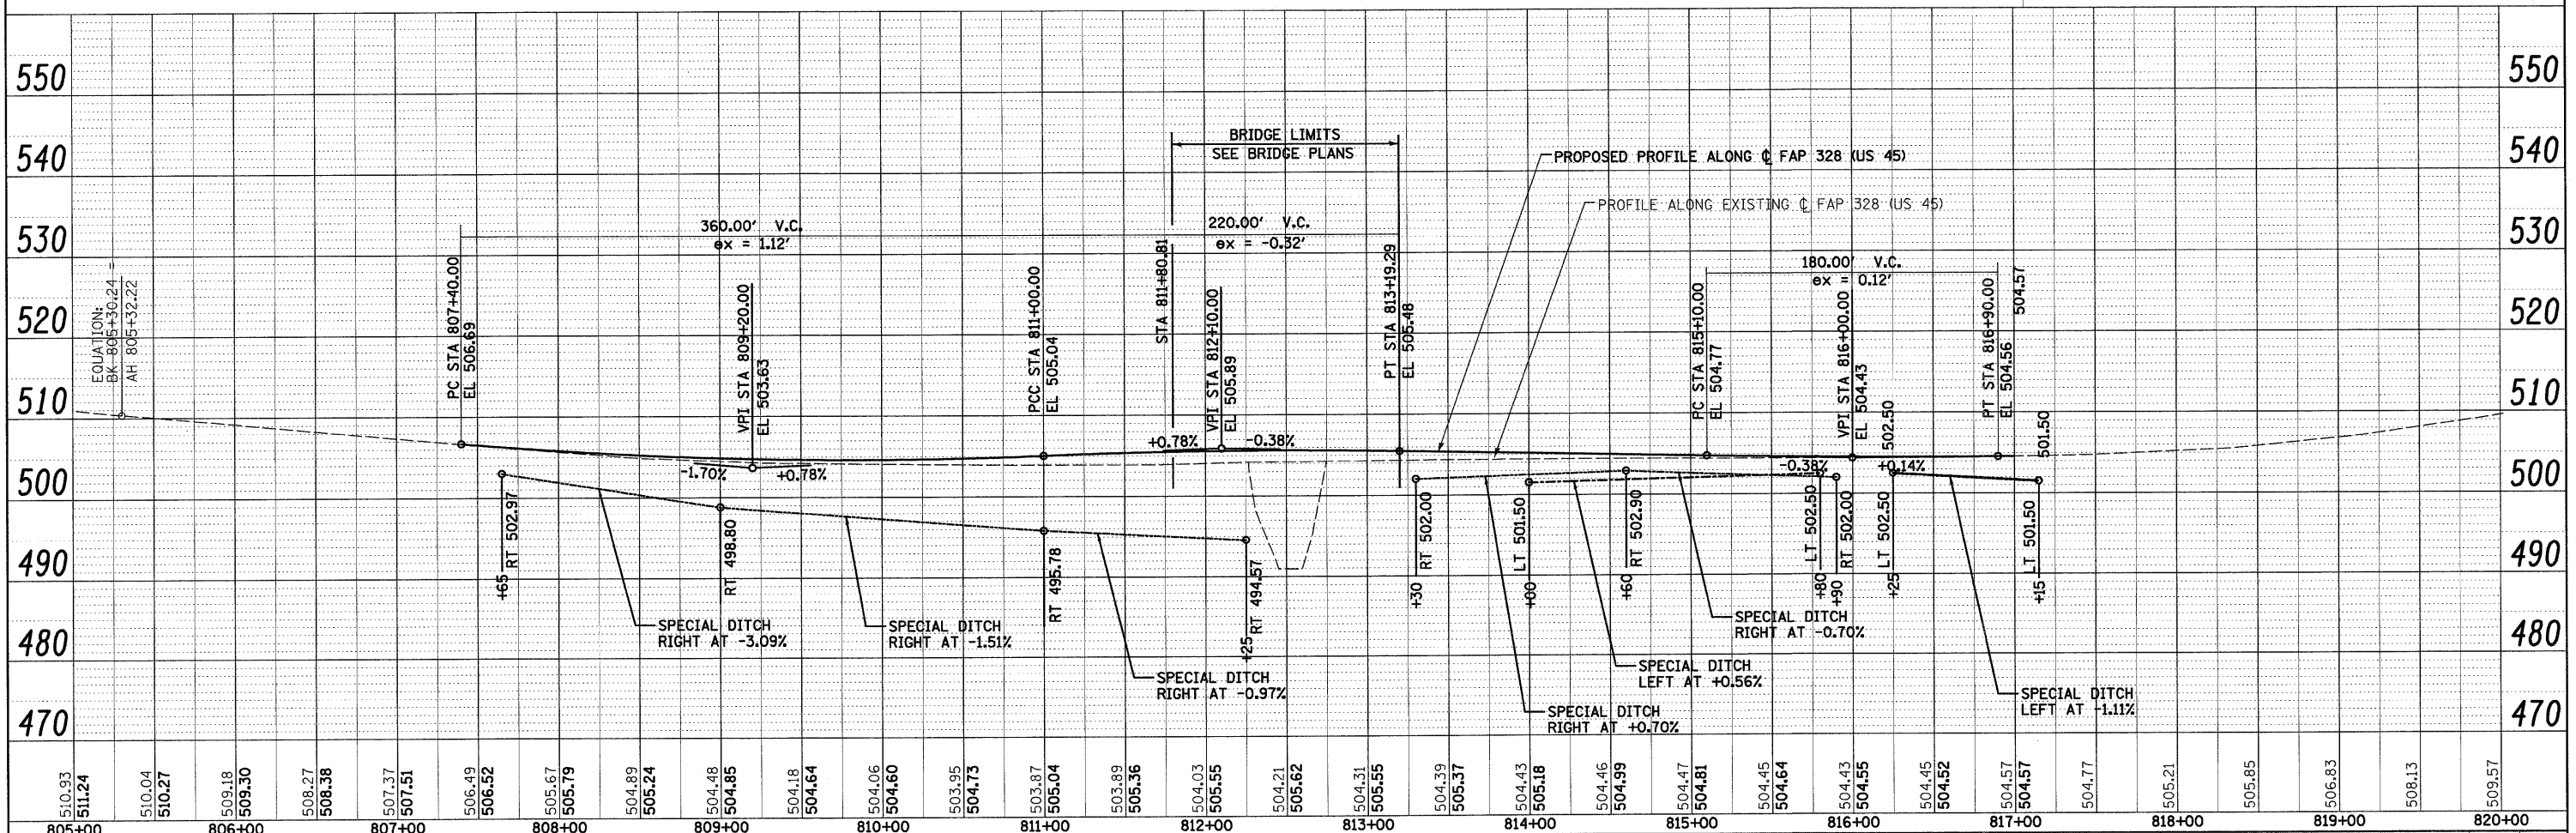 550 550
540 540
530 530
520 520
510 510
500 500
490 490
480 480
470 470
BRIDGE LIMITS
SEE BRIDGE PLANS
PROPOSED PROFILE ALONG ℄ FAP 328 (US 45)
PROFILE ALONG EXISTING ℄ FAP 328 (US 45)
360.00' V.C.
ex = 1.12'
220.00' V.C.
ex = -0.32'
180.00' V.C.
ex = 0.12'
EQUATION:
BK 805+30.24 =
AH 805+32.22
PC STA 807+40.00
EL 506.69
VPI STA 809+20.00
EL 503.63
PCC STA 811+00.00
EL 505.04
STA 811+80.81
VPI STA 812+10.00
EL 505.89
PT STA 813+19.29
EL 505.48
PC STA 815+10.00
EL 504.77
VPI STA 816+00.00
EL 504.43
502.50
PT STA 816+90.00
EL 504.56
504.57
501.50
-1.70%
+0.78%
+0.78%
-0.38%
-0.38%
+0.14%
+65
RT 502.97
RT 498.80
RT 495.78
+25
RT 494.57
+30
RT 502.00
+00
LT 501.50
+60
RT 502.90
+80
LT 502.50
+90
RT 502.00
+25
LT 502.50
+15
LT 501.50
SPECIAL DITCH
RIGHT AT -3.09%
SPECIAL DITCH
RIGHT AT -1.51%
SPECIAL DITCH
RIGHT AT -0.97%
SPECIAL DITCH
RIGHT AT +0.70%
SPECIAL DITCH
LEFT AT +0.56%
SPECIAL DITCH
RIGHT AT -0.70%
SPECIAL DITCH
LEFT AT -1.11%
510.93
511.24
510.04
510.27
509.18
509.30
508.27
508.38
507.37
507.51
506.49
506.52
505.67
505.79
504.89
505.24
504.48
504.85
504.18
504.64
504.06
504.60
503.95
504.73
503.87
505.04
503.89
505.36
504.03
505.55
504.21
505.62
504.31
505.55
504.39
505.37
504.43
505.18
504.46
504.99
504.47
504.81
504.45
504.64
504.43
504.55
504.45
504.52
504.57
504.57
504.77
505.21
505.85
506.83
508.13
509.57
805+00 806+00 807+00 808+00 809+00 810+00 811+00 812+00 813+00 814+00 815+00 816+00 817+00 818+00 819+00 820+00